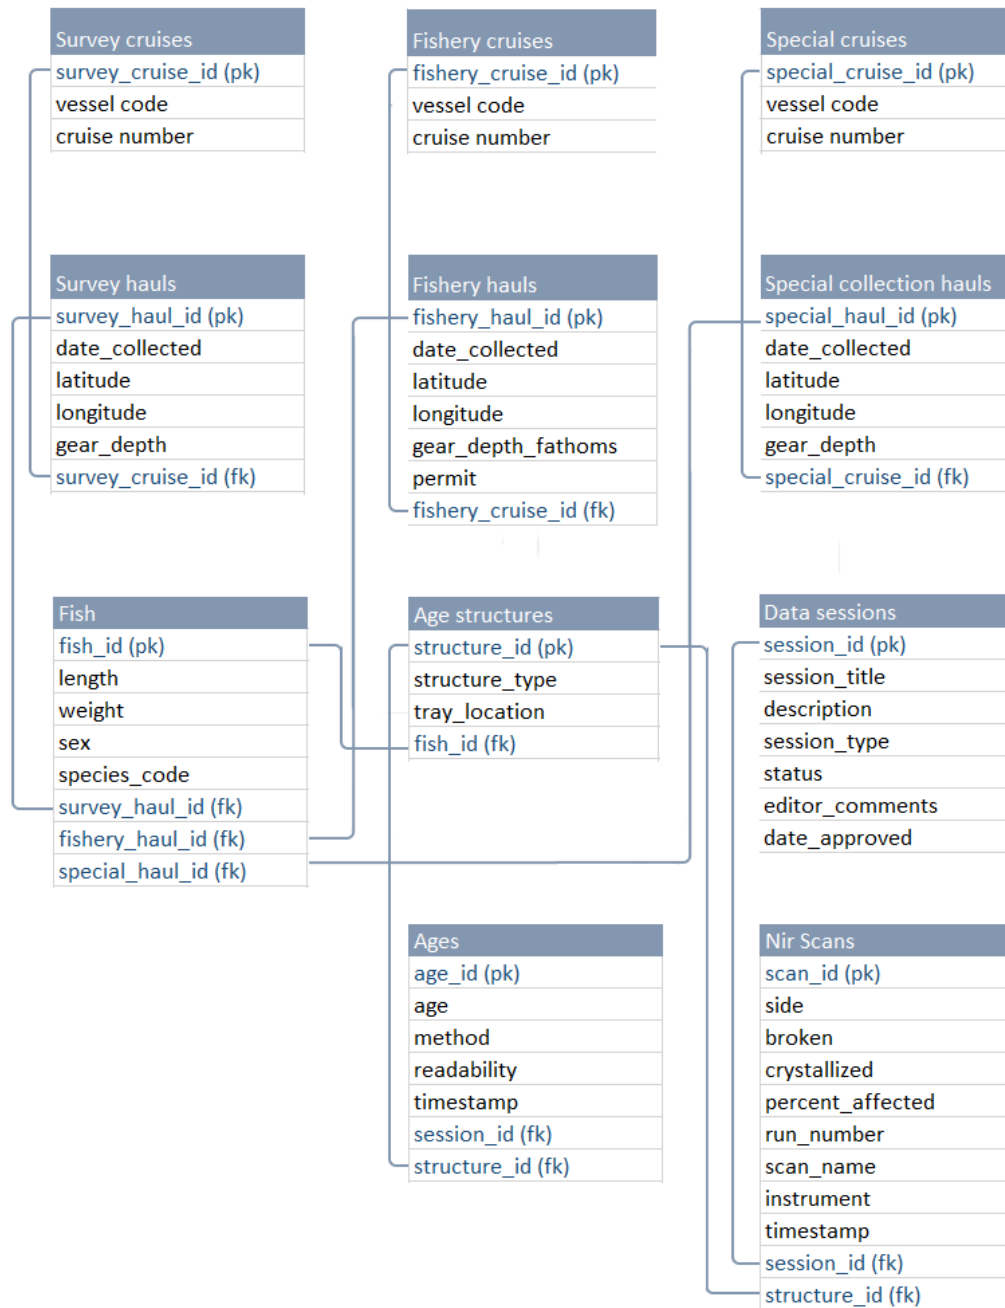 Survey cruises
survey_cruise_id (pk)
vessel code
cruise number
Fishery cruises
fishery_cruise_id (pk)
vessel code
cruise number
Special cruises
special_cruise_id (pk)
vessel code
cruise number
Survey hauls
survey_haul_id (pk)
date_collected
latitude
longitude
gear_depth
survey_cruise_id (fk)
Fishery hauls
fishery_haul_id (pk)
date_collected
latitude
longitude
gear_depth_fathoms
permit
fishery_cruise_id (fk)
Special collection hauls
special_haul_id (pk)
date_collected
latitude
longitude
gear_depth
special_cruise_id (fk)
Fish
fish_id (pk)
length
weight
sex
species_code
survey_haul_id (fk)
fishery_haul_id (fk)
special_haul_id (fk)
Age structures
structure_id (pk)
structure_type
tray_location
fish_id (fk)
Data sessions
session_id (pk)
session_title
description
session_type
status
editor_comments
date_approved
Ages
age_id (pk)
age
method
readability
timestamp
session_id (fk)
structure_id (fk)
Nir Scans
scan_id (pk)
side
broken
crystallized
percent_affected
run_number
scan_name
instrument
timestamp
session_id (fk)
structure_id (fk)